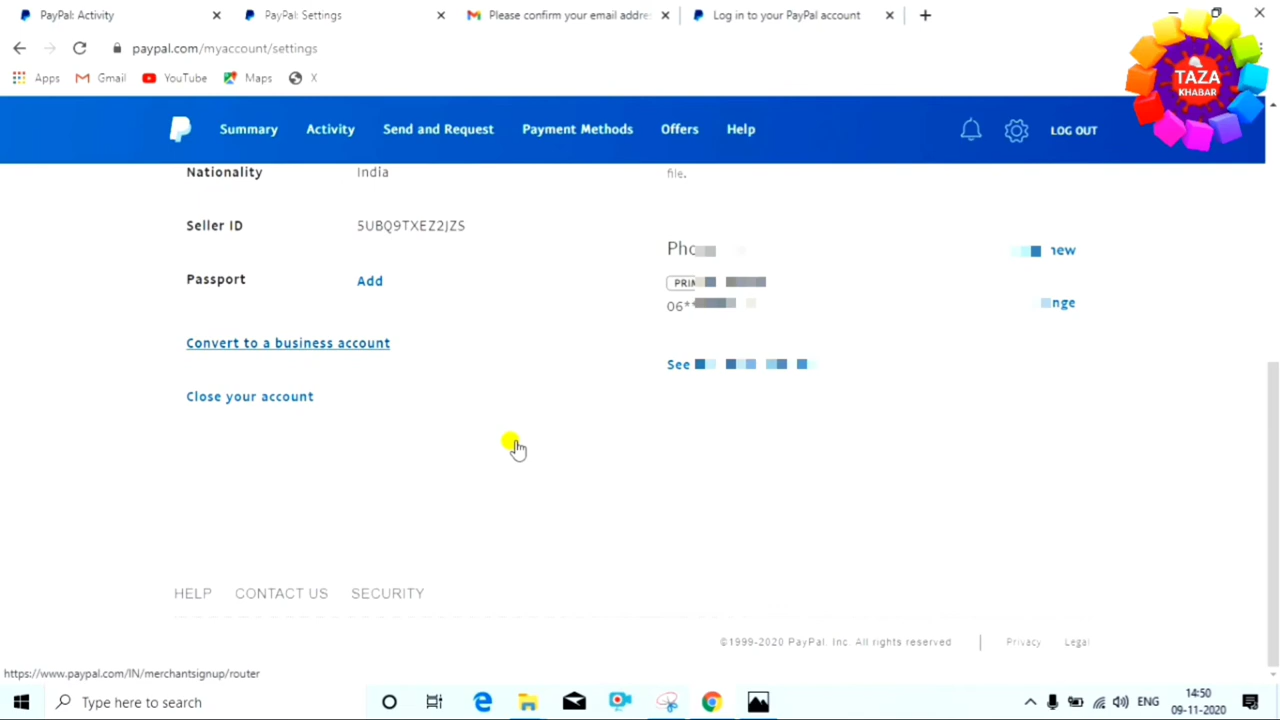 PayPal: Activity
PayPal: Settings
Please confirm your email addre
Log in to your PayPal account
paypal.com/myaccount/settings
Apps
Gmail
YouTube
Maps
X
TAZA
KHABAR
Summary
Activity
Send and Request
Payment Methods
Offers
Help
LOG OUT
Nationality
India
file.
Seller ID
5UBQ9TXEZ2JZS
Passport
Add
Convert to a business account
Close your account
06**
See
HELP
CONTACT US
SECURITY
©1999-2020 PayPal, Inc. All rights reserved
Privacy
Legal
https://www.paypal.com/IN/merchantsignup/router
Type here to search
ENG
14:50
09-11-2020